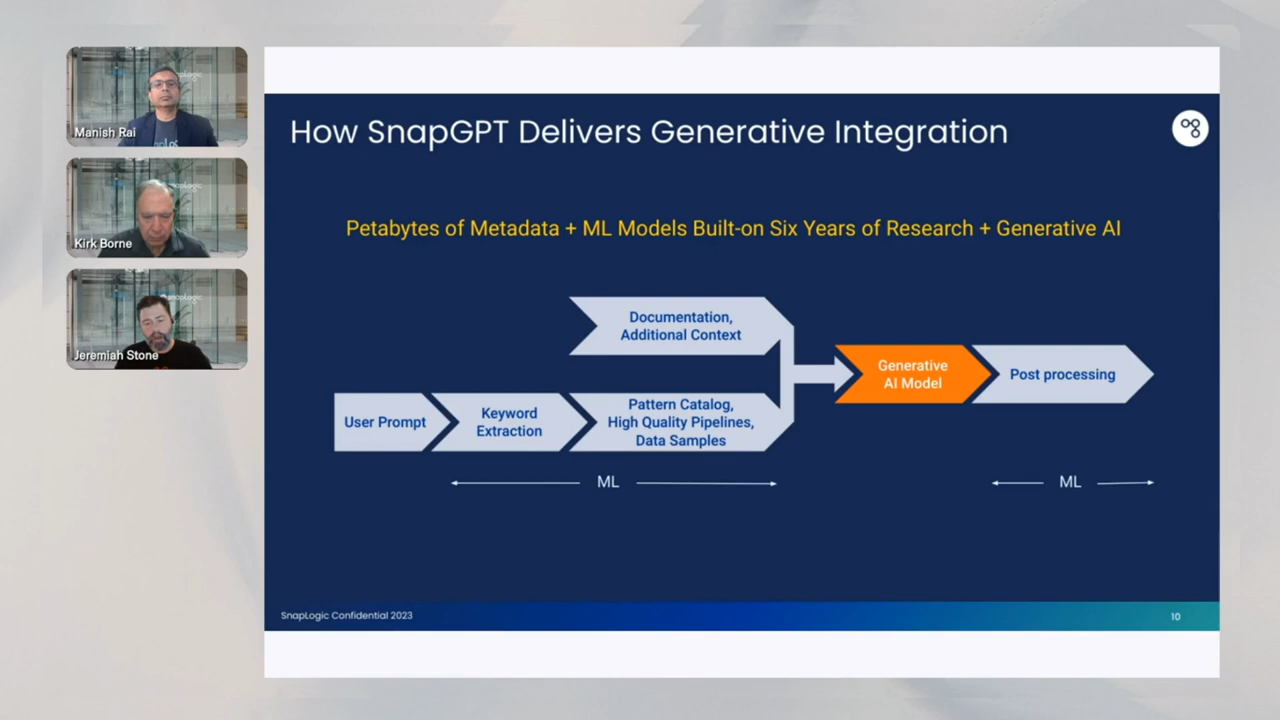 Manish Rai
Kirk Borne
Jeremiah Stone
How SnapGPT Delivers Generative Integration
Petabytes of Metadata + ML Models Built-on Six Years of Research + Generative AI
Documentation,
Additional Context
User Prompt
Keyword
Extraction
Pattern Catalog,
High Quality Pipelines,
Data Samples
Generative
AI Model
Post processing
ML
ML
SnapLogic Confidential 2023
10